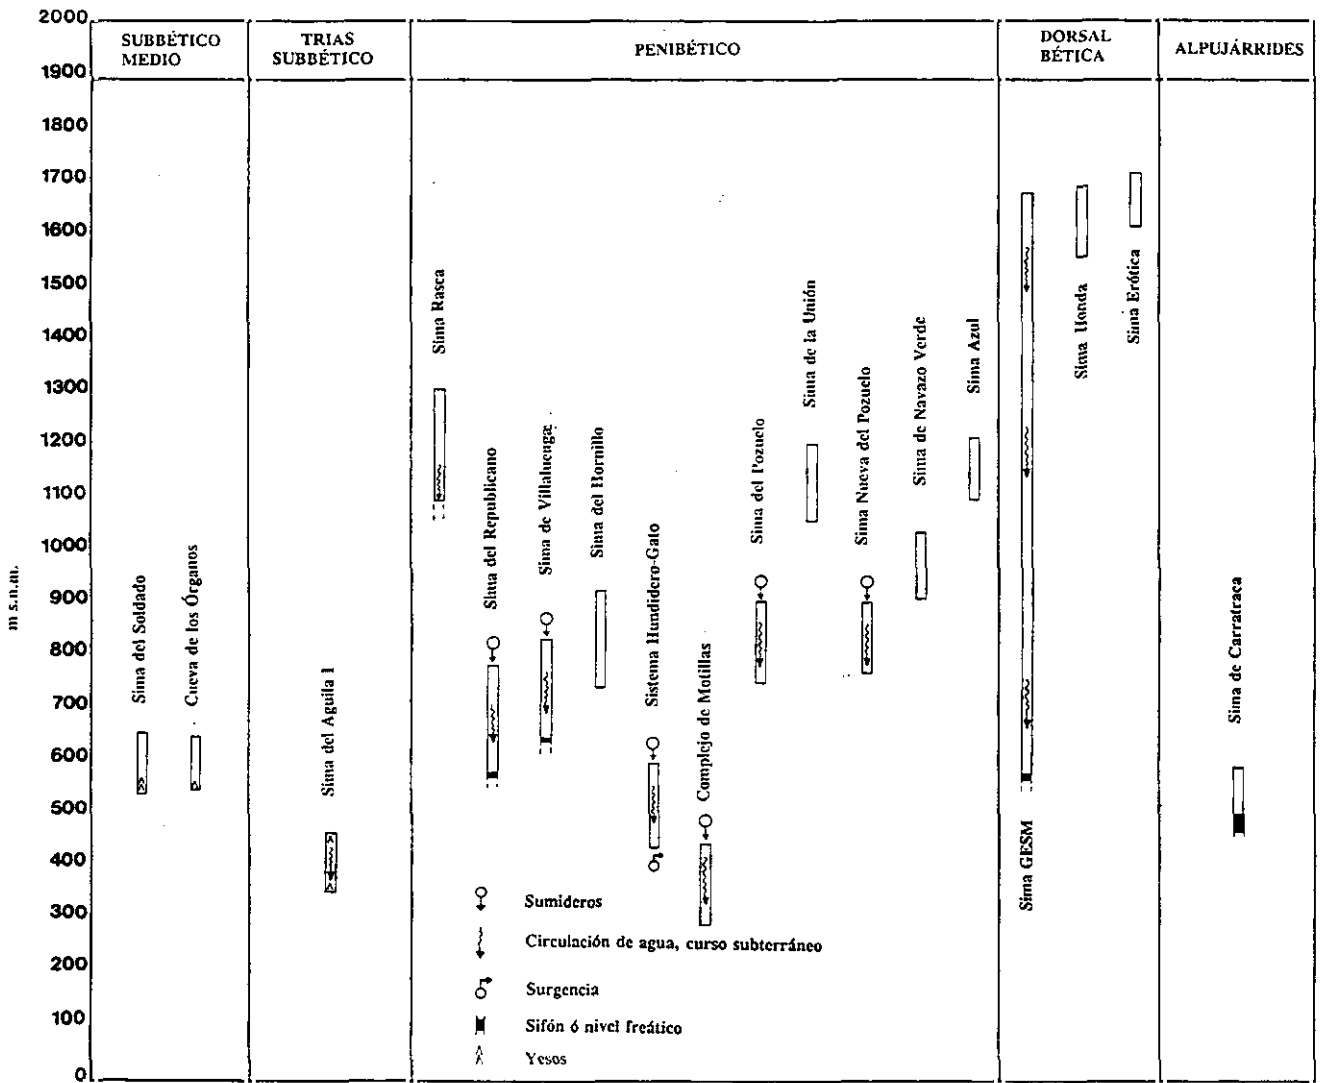 2000
1900
1800
1700
1600
1500
1400
1300
1200
1100
1000
900
800
700
600
500
400
300
200
100
0
m s.n.m.
SUBBÉTICO
MEDIO
TRIAS
SUBBÉTICO
PENIBÉTICO
DORSAL
BÉTICA
ALPUJÁRRIDES
Sima del Soldado
Cueva de los Órganos
Sima del Aguila I
Sima Rasca
Sima del Republicano
Sima de Villaluenga
Sima del Hornillo
Sistema Hundidero-Gato
Complejo de Motillas
Sima del Pozuelo
Sima de la Unión
Sima Nueva del Pozuelo
Sima de Navazo Verde
Sima Azul
Sima GESM
Sima Honda
Sima Erótica
Sima de Carratraca
Sumideros
Circulación de agua, curso subterráneo
Surgencia
Sifón ó nivel freático
Yesos